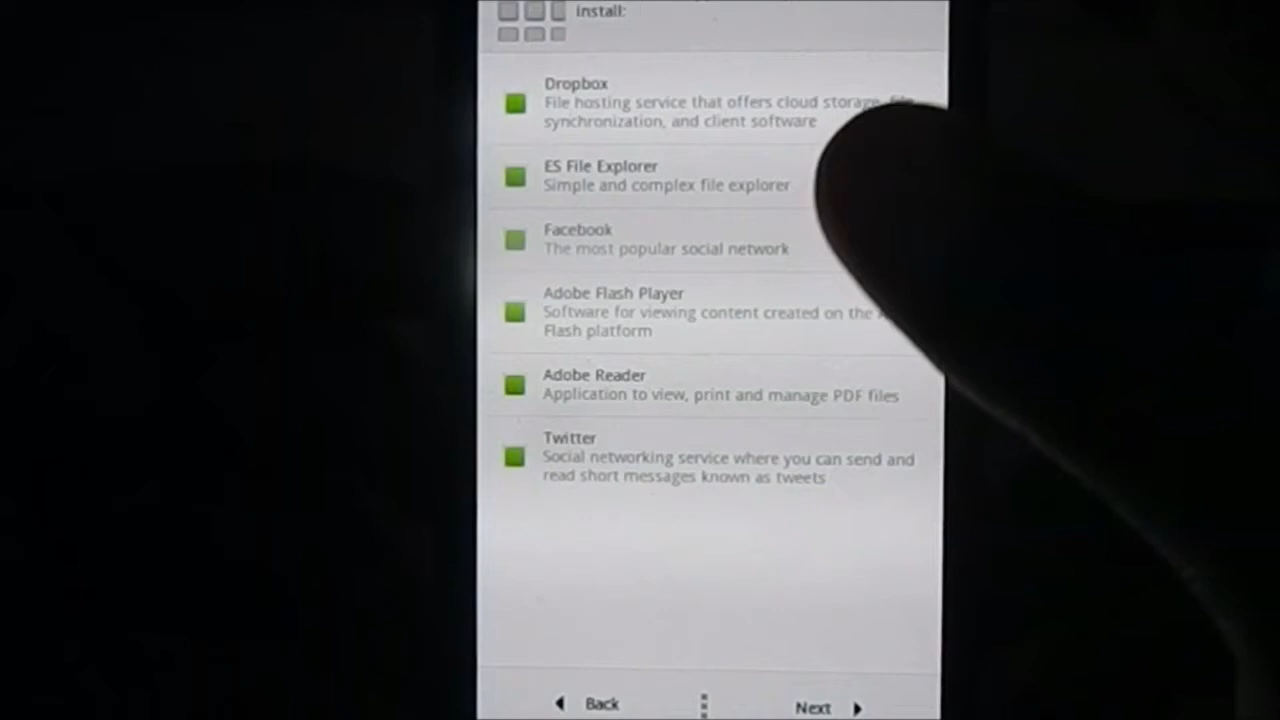 install:
Dropbox
File hosting service that offers cloud storage, file
synchronization, and client software
ES File Explorer
Simple and complex file explorer
Facebook
The most popular social network
Adobe Flash Player
Software for viewing content created on the
Flash platform
Adobe Reader
Application to view, print and manage PDF files
Twitter
Social networking service where you can send and
read short messages known as tweets
Back
Next